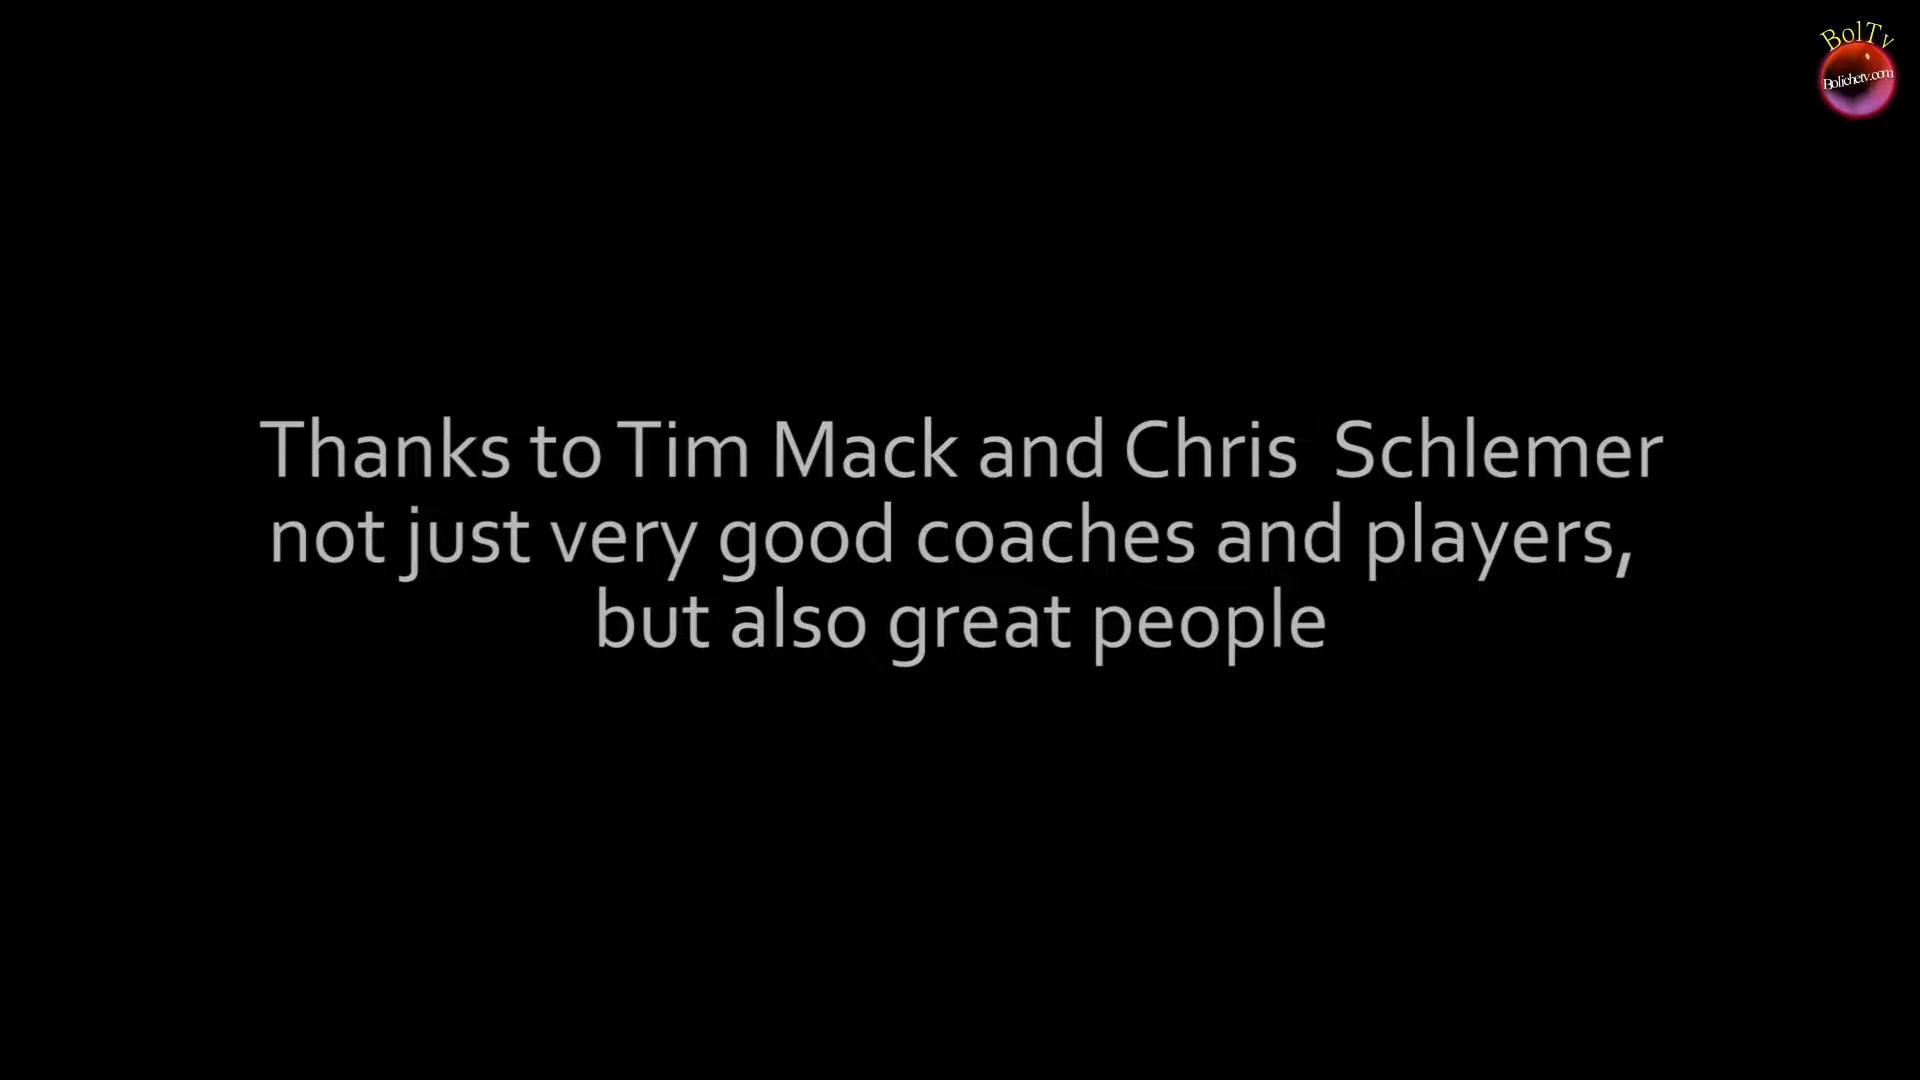 BolTv
Bolichetv.com
Thanks to Tim Mack and Chris  Schlemer
not just very good coaches and players,
but also great people